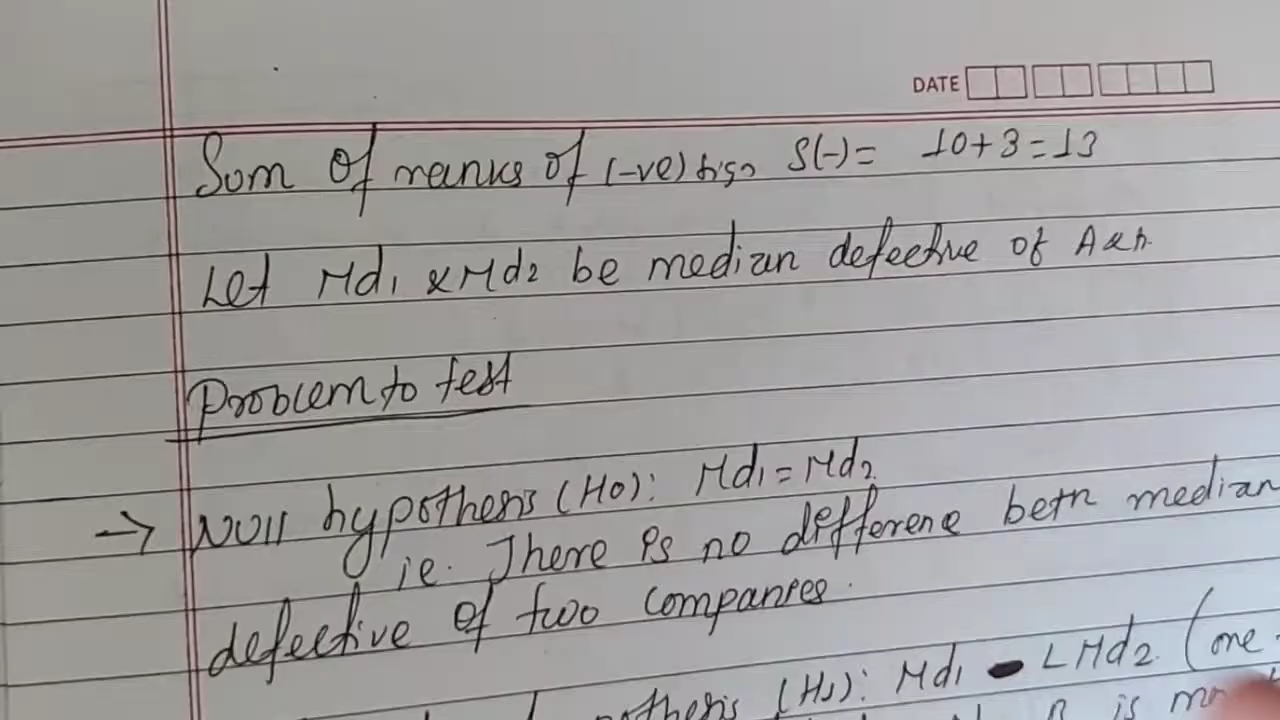 DATE
Sum of ranks of (-ve) sign S(-) = 10+3=13
Let Md1 & Md2 be median defective of A & B.
Problem to test
→ Null hypothesis (H0): Md1 = Md2.
ie. There is no difference betn median
defective of two companies.
(H1): Md1 < Md2. (one
is